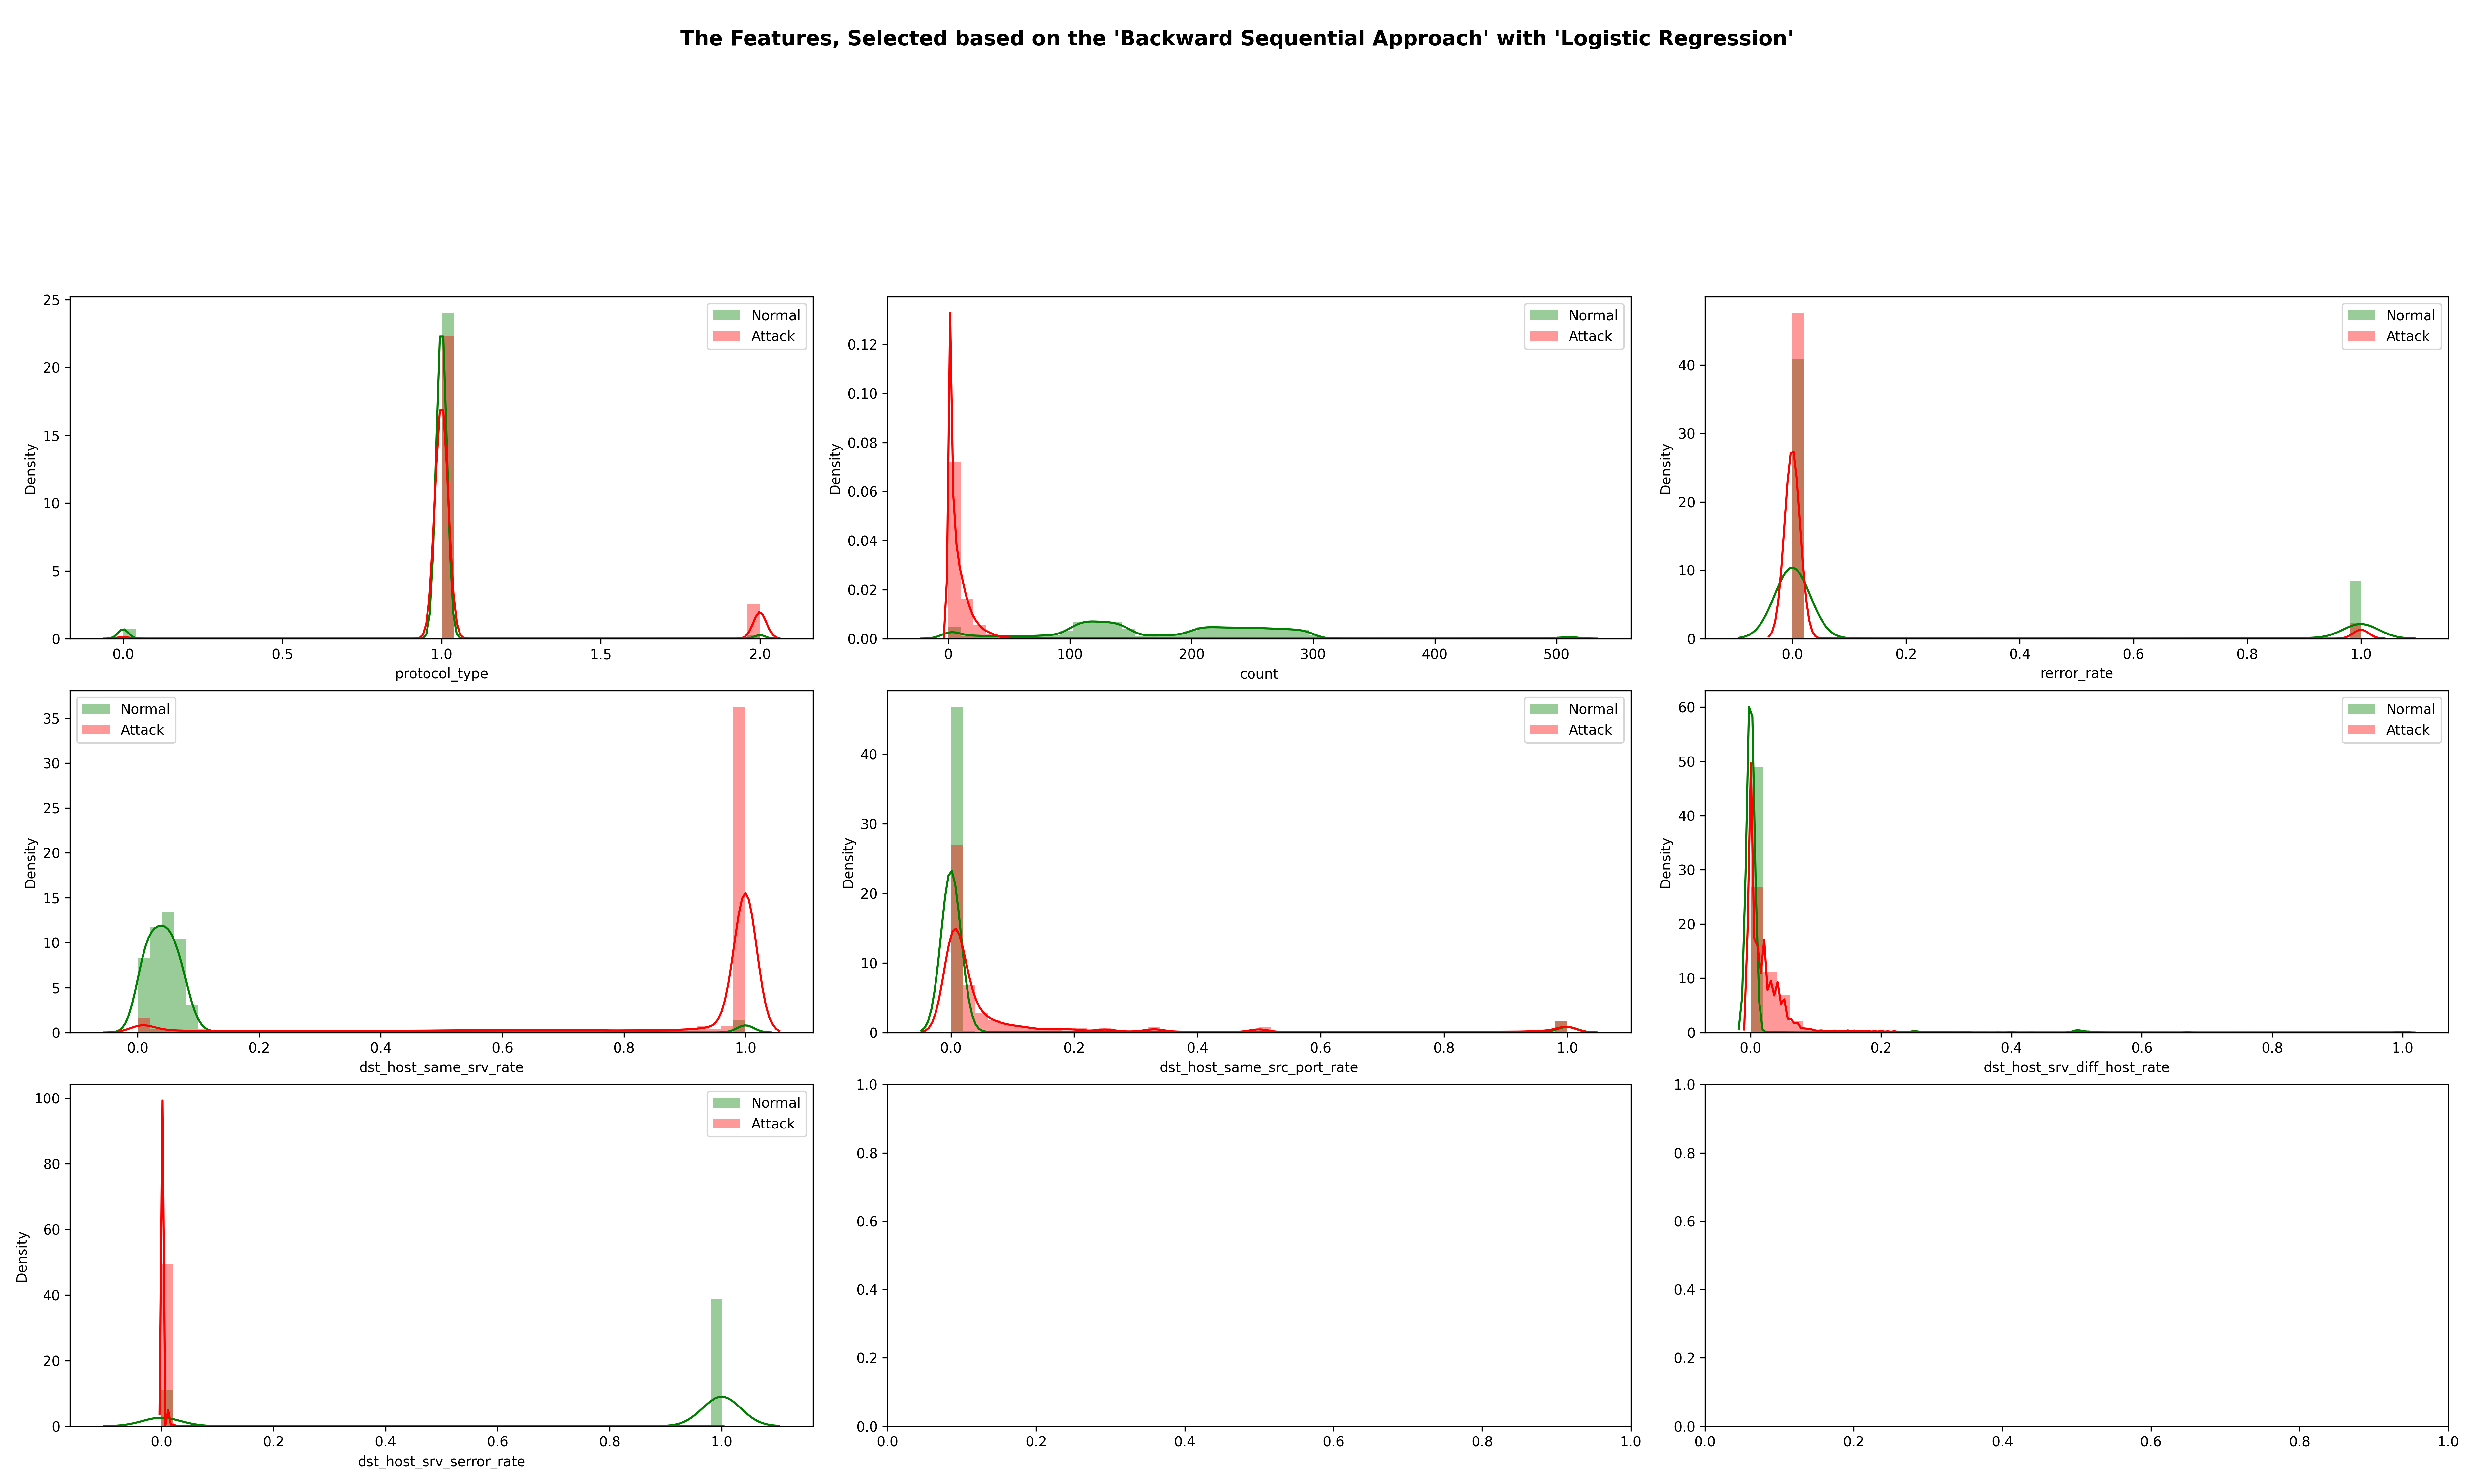 The Features, Selected based on the 'Backward Sequential Approach' with 'Logistic Regression'
25
20
15
10
5
0
Density
0.0 0.5 1.0 1.5 2.0
protocol_type
Normal
Attack
0.12
0.10
0.08
0.06
0.04
0.02
0.00
Density
0 100 200 300 400 500
count
Normal
Attack
40
30
20
10
0
Density
0.0 0.2 0.4 0.6 0.8 1.0
rerror_rate
Normal
Attack
35
30
25
20
15
10
5
0
Density
0.0 0.2 0.4 0.6 0.8 1.0
dst_host_same_srv_rate
Normal
Attack
40
30
20
10
0
Density
0.0 0.2 0.4 0.6 0.8 1.0
dst_host_same_src_port_rate
Normal
Attack
60
50
40
30
20
10
0
Density
0.0 0.2 0.4 0.6 0.8 1.0
dst_host_srv_diff_host_rate
Normal
Attack
100
80
60
40
20
0
Density
0.0 0.2 0.4 0.6 0.8 1.0
dst_host_srv_serror_rate
Normal
Attack
1.0
0.8
0.6
0.4
0.2
0.0
0.0 0.2 0.4 0.6 0.8 1.0
1.0
0.8
0.6
0.4
0.2
0.0
0.0 0.2 0.4 0.6 0.8 1.0